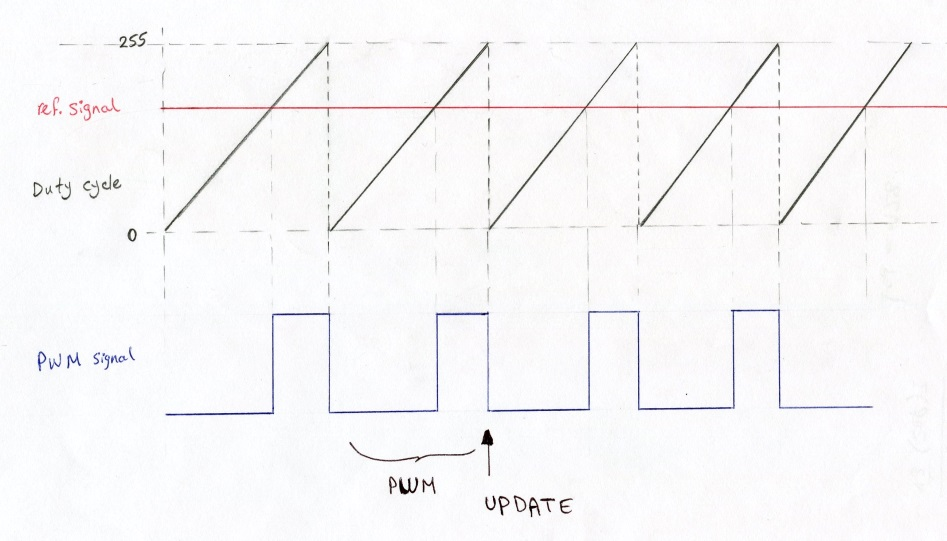 255
ref. signal
Duty cycle
0
PWM signal
PWM
UPDATE